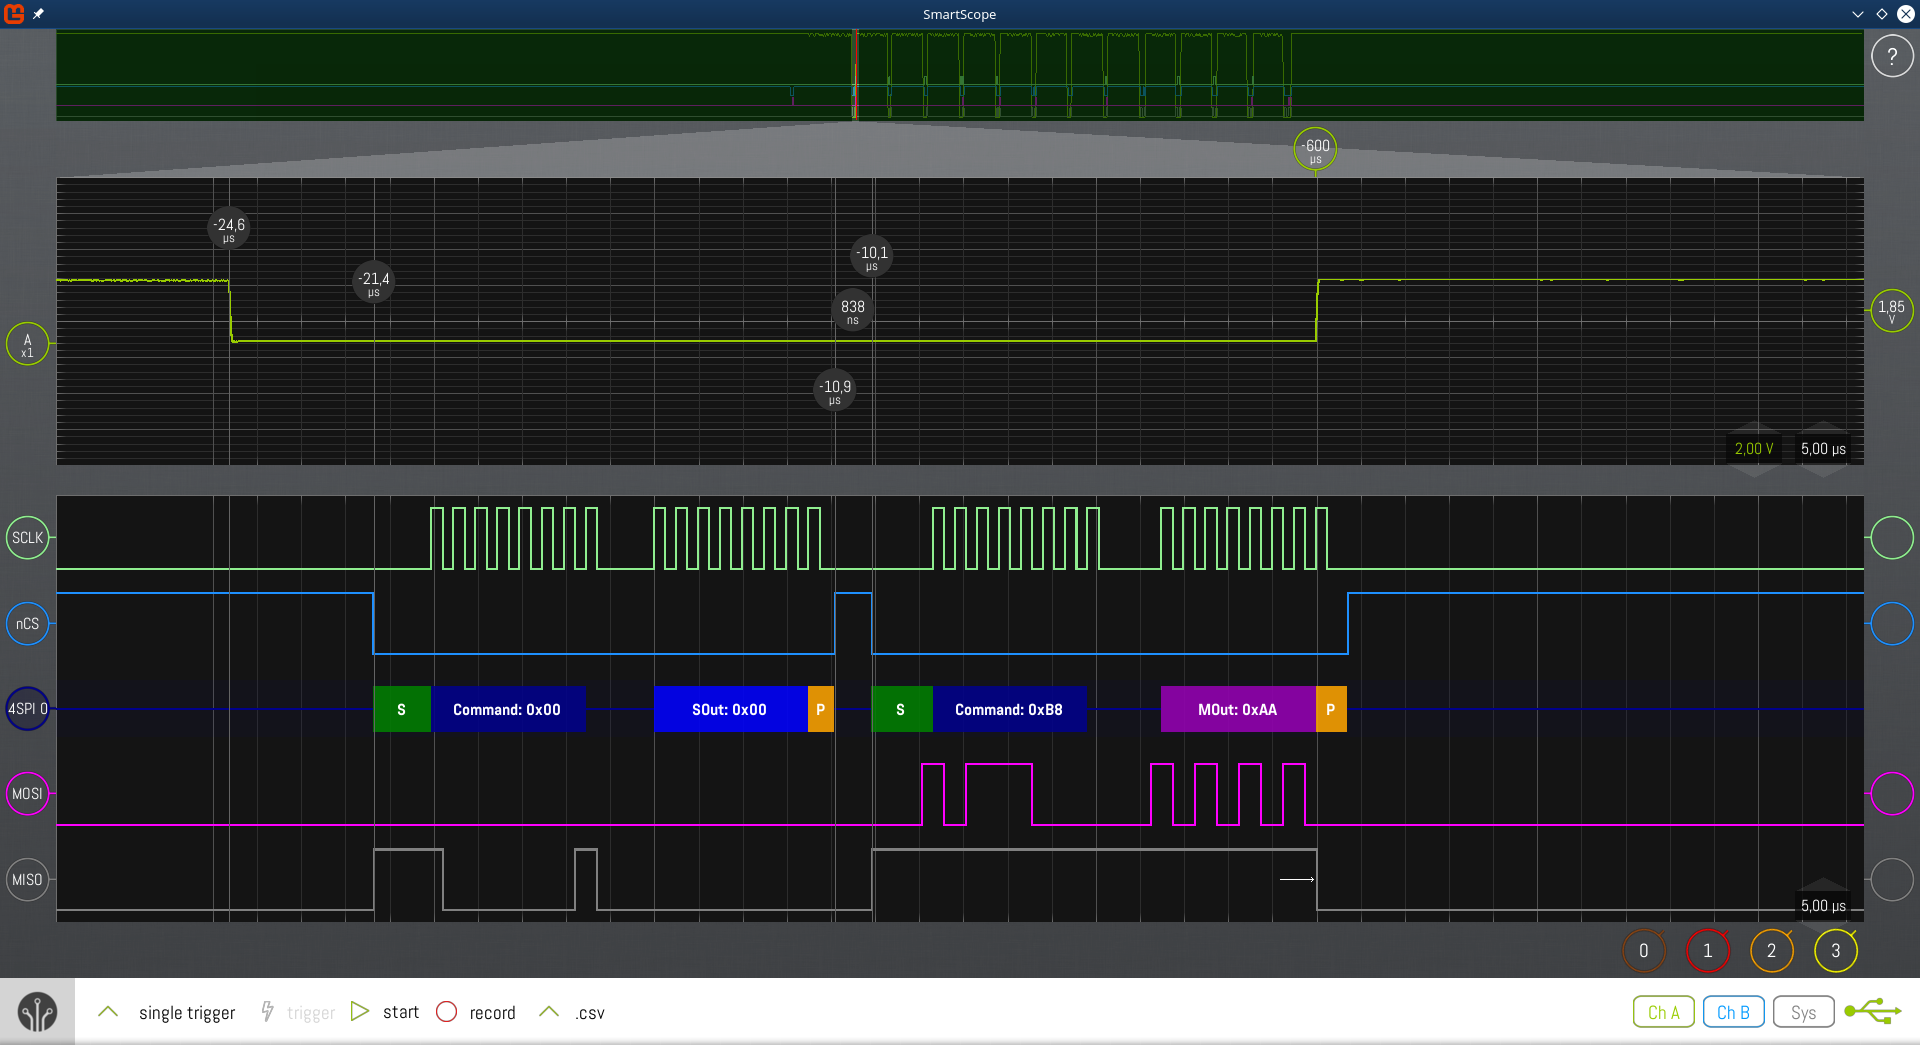 SmartScope
?
-600
µs
-24,6
µs
-10,1
µs
-21,4
µs
838
ns
1,85
V
A
x1
-10,9
µs
2,00 V
5,00 µs
SCLK
nCS
4SPI 0
S
Command: 0x00
SOut: 0x00
P
S
Command: 0xB8
MOut: 0xAA
P
MOSI
MISO
5,00 µs
0
1
2
3
single trigger
trigger
start
record
.csv
Ch A
Ch B
Sys